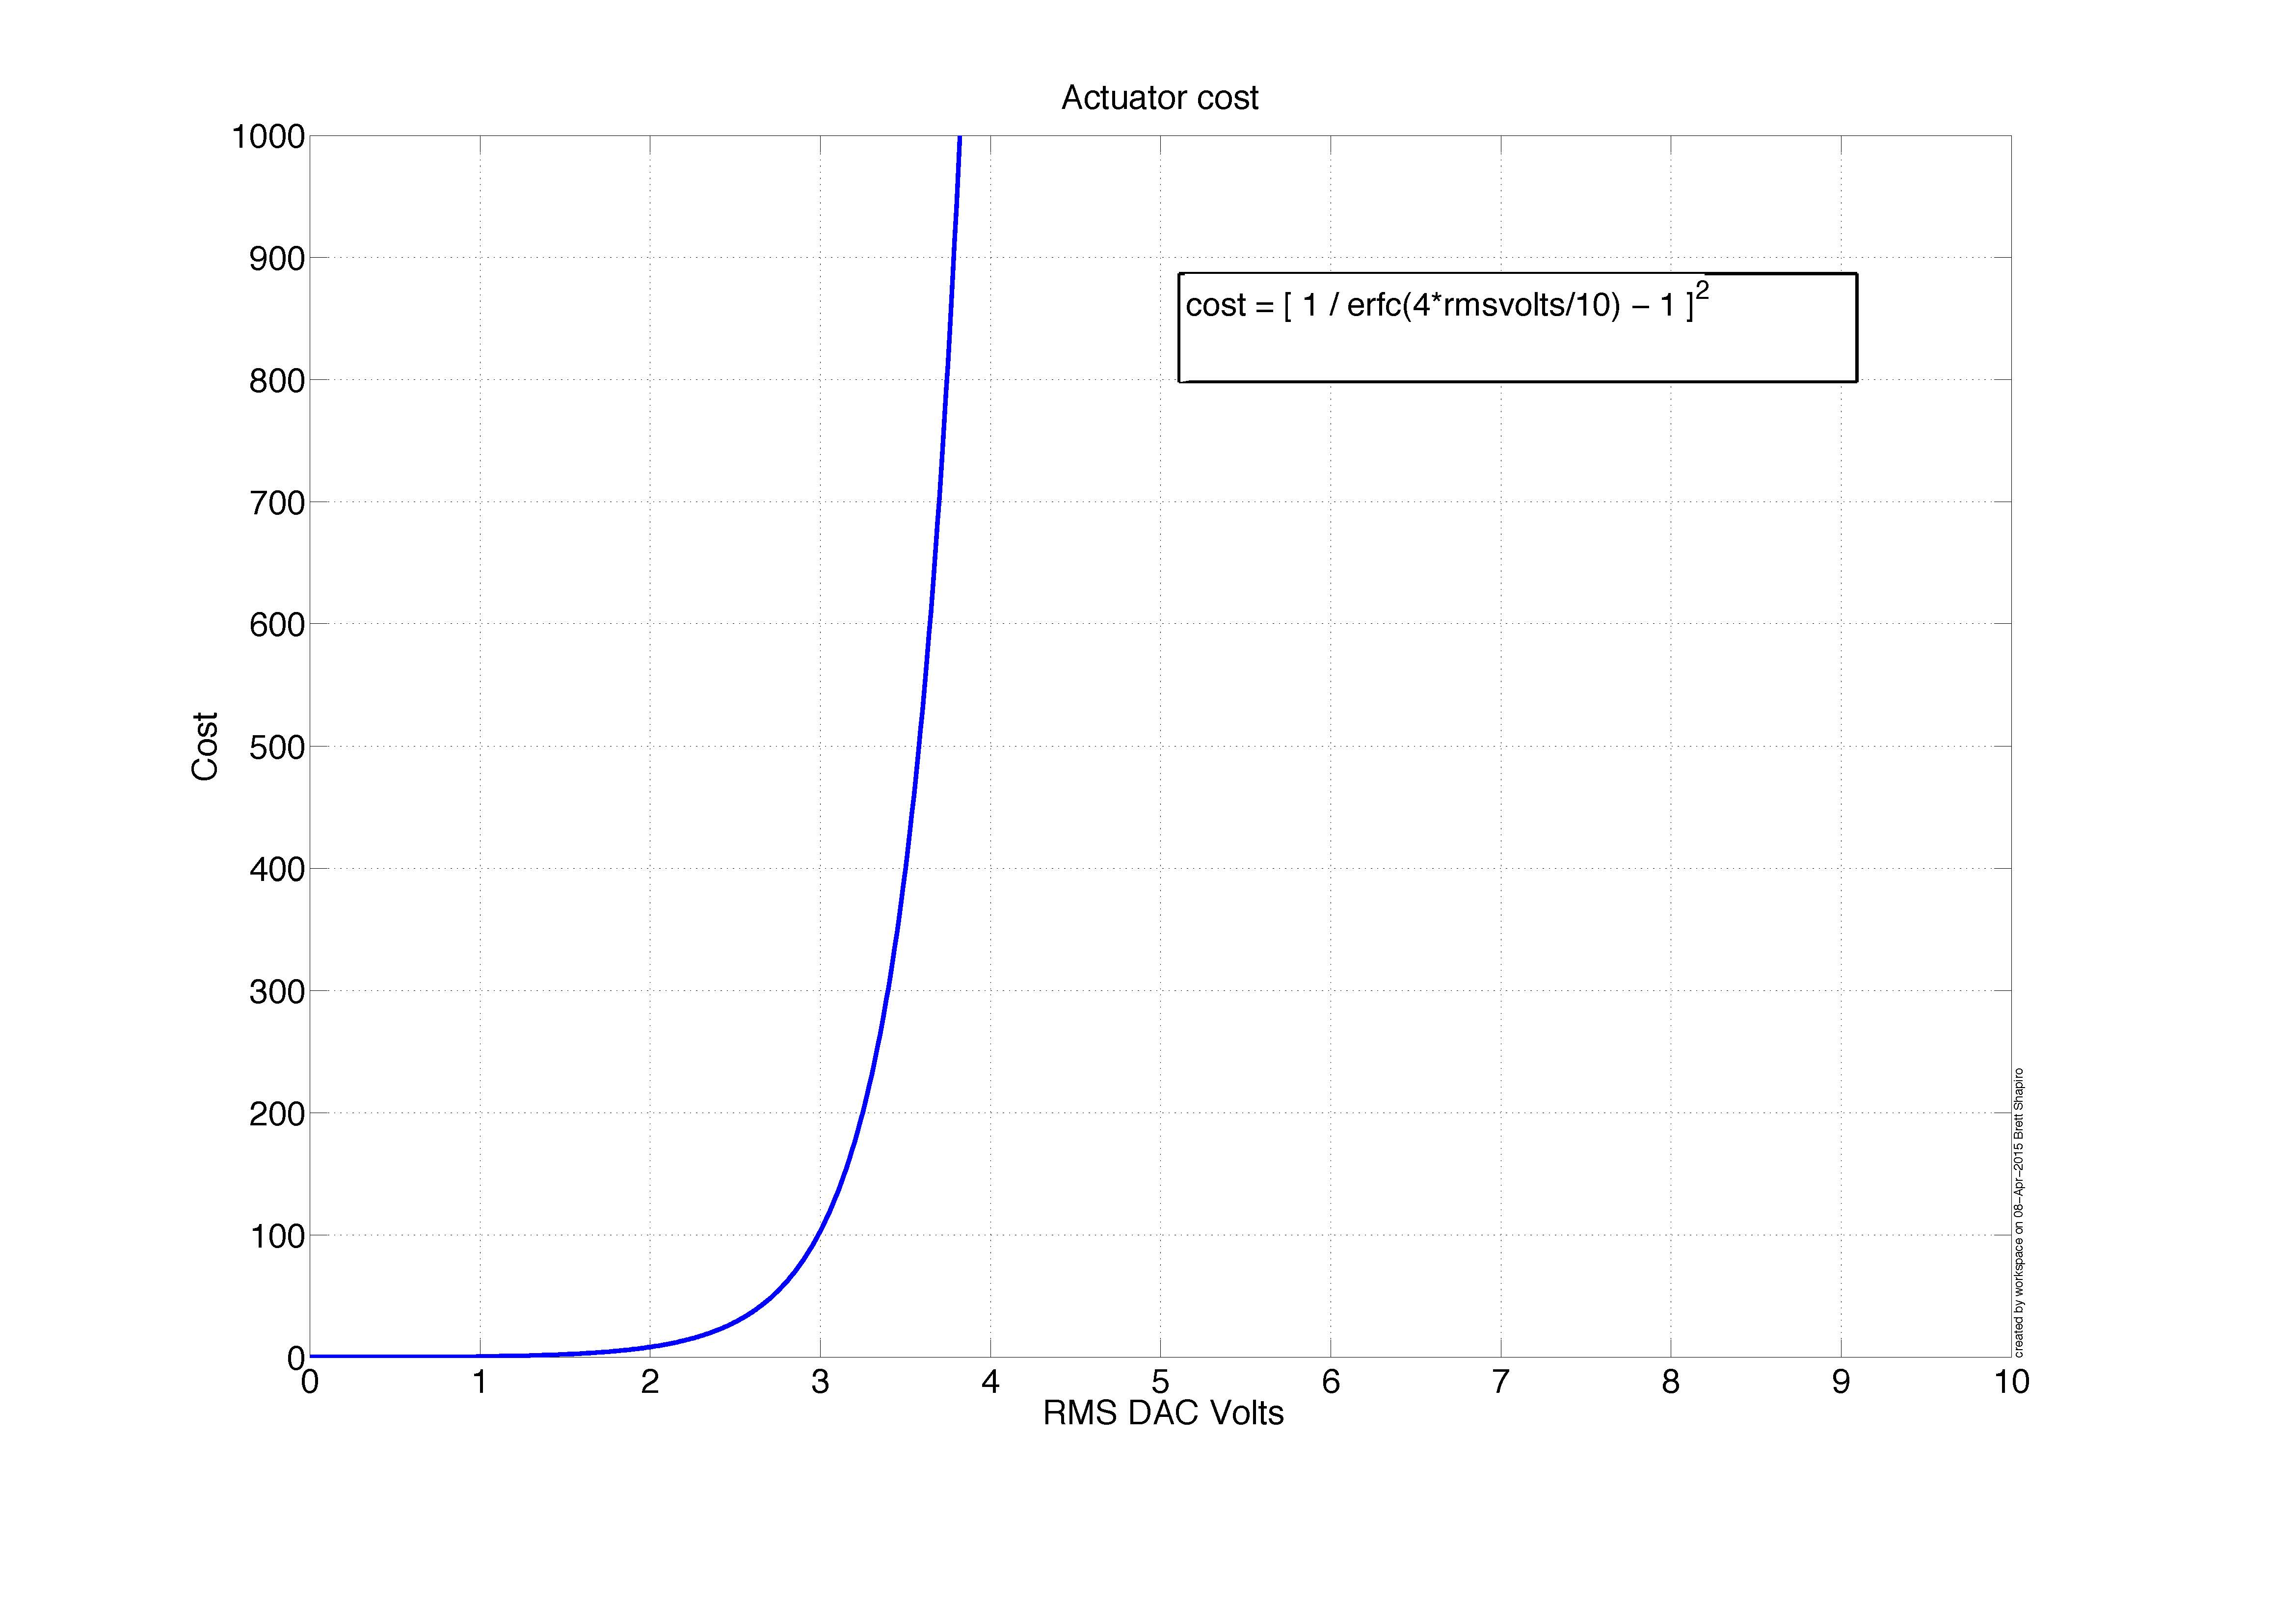 Actuator cost
1000
900
800
700
600
500
400
300
200
100
0
Cost
cost = [ 1 / erfc(4*rmsvolts/10) − 1 ]²
0 1 2 3 4 5 6 7 8 9 10
RMS DAC Volts
created by workspace on 08−Apr−2015 Brett Shapiro